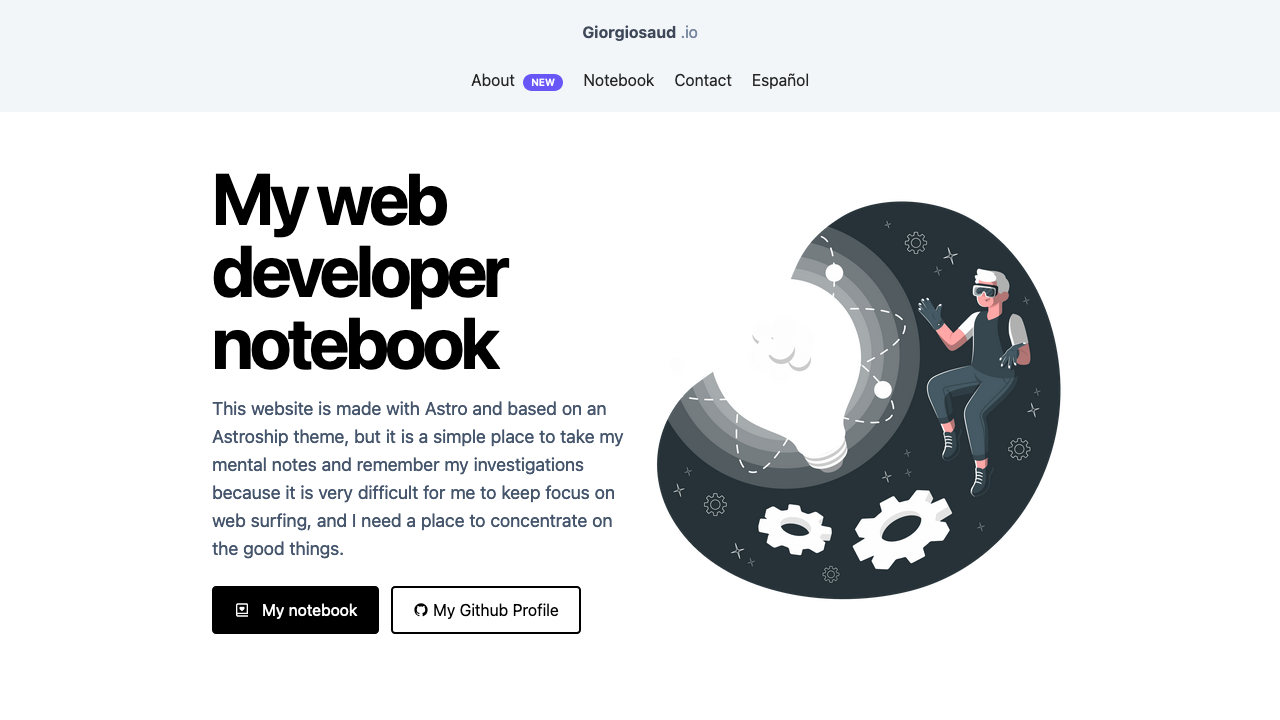 Giorgiosaud .io
About NEW Notebook Contact Español
My web
developer
notebook
This website is made with Astro and based on an
Astroship theme, but it is a simple place to take my
mental notes and remember my investigations
because it is very difficult for me to keep focus on
web surfing, and I need a place to concentrate on
the good things.
My notebook My Github Profile